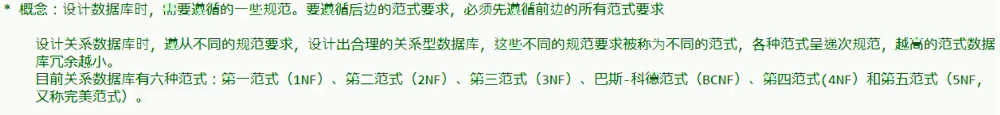 * 概念：设计数据库时，需要遵循的一些规范。要遵循后边的范式要求，必须先遵循前边的所有范式要求
设计关系数据库时，遵从不同的规范要求，设计出合理的关系型数据库，这些不同的规范要求被称为不同的范式，各种范式呈递次规范，越高的范式数据
库冗余越小。
目前关系数据库有六种范式：第一范式（1NF）、第二范式（2NF）、第三范式（3NF）、巴斯-科德范式（BCNF）、第四范式(4NF）和第五范式（5NF,
又称完美范式）。